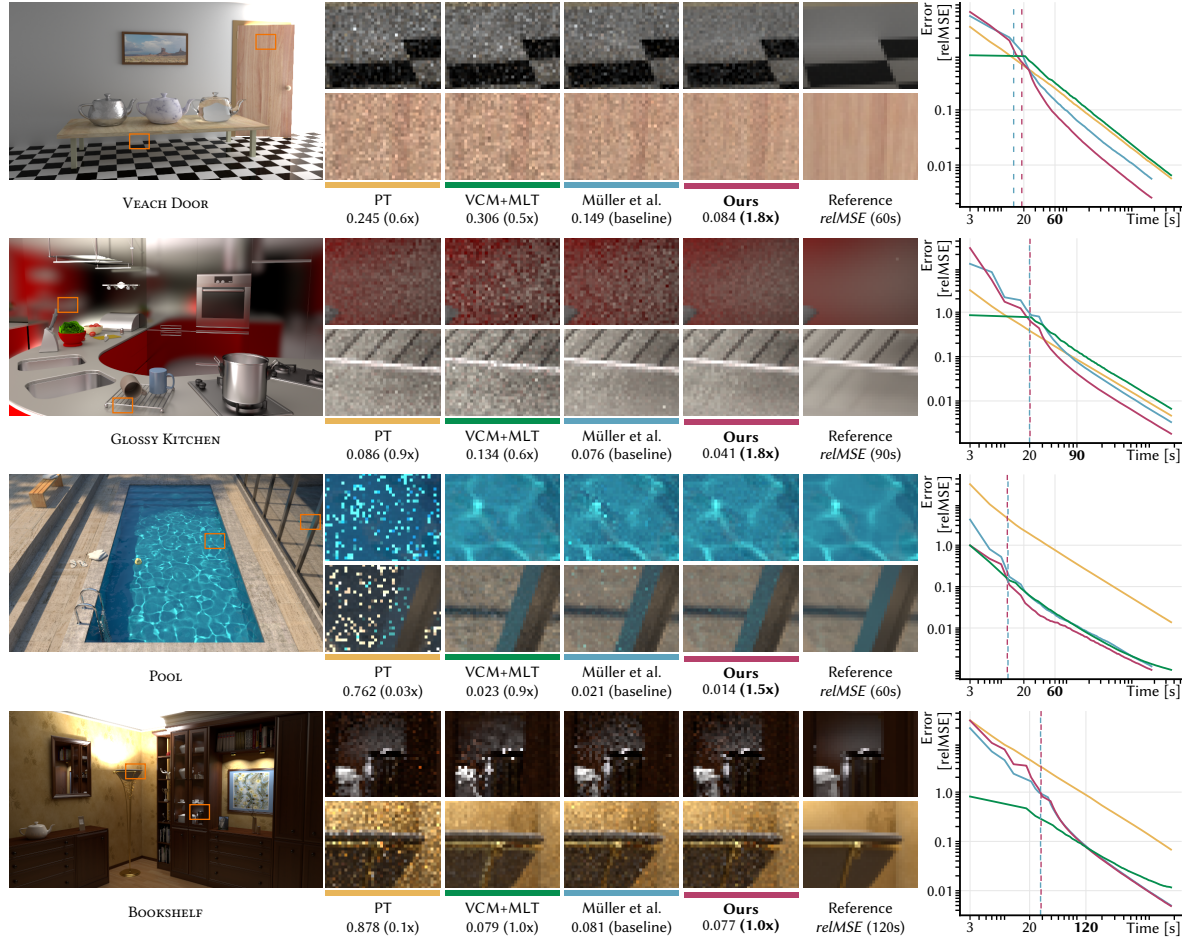 VEACH DOOR
PT
0.245 (0.6x)
VCM+MLT
0.306 (0.5x)
Müller et al.
0.149 (baseline)
Ours
0.084 (1.8x)
Reference
relMSE (60s)
Error
[relMSE]
0.1
0.01
3
20
60
Time [s]
GLOSSY KITCHEN
PT
0.086 (0.9x)
VCM+MLT
0.134 (0.6x)
Müller et al.
0.076 (baseline)
Ours
0.041 (1.8x)
Reference
relMSE (90s)
Error
[relMSE]
1.0
0.1
0.01
3
20
90
Time [s]
POOL
PT
0.762 (0.03x)
VCM+MLT
0.023 (0.9x)
Müller et al.
0.021 (baseline)
Ours
0.014 (1.5x)
Reference
relMSE (60s)
Error
[relMSE]
1.0
0.1
0.01
3
20
60
Time [s]
BOOKSHELF
PT
0.878 (0.1x)
VCM+MLT
0.079 (1.0x)
Müller et al.
0.081 (baseline)
Ours
0.077 (1.0x)
Reference
relMSE (120s)
Error
[relMSE]
1.0
0.1
0.01
3
20
120
Time [s]